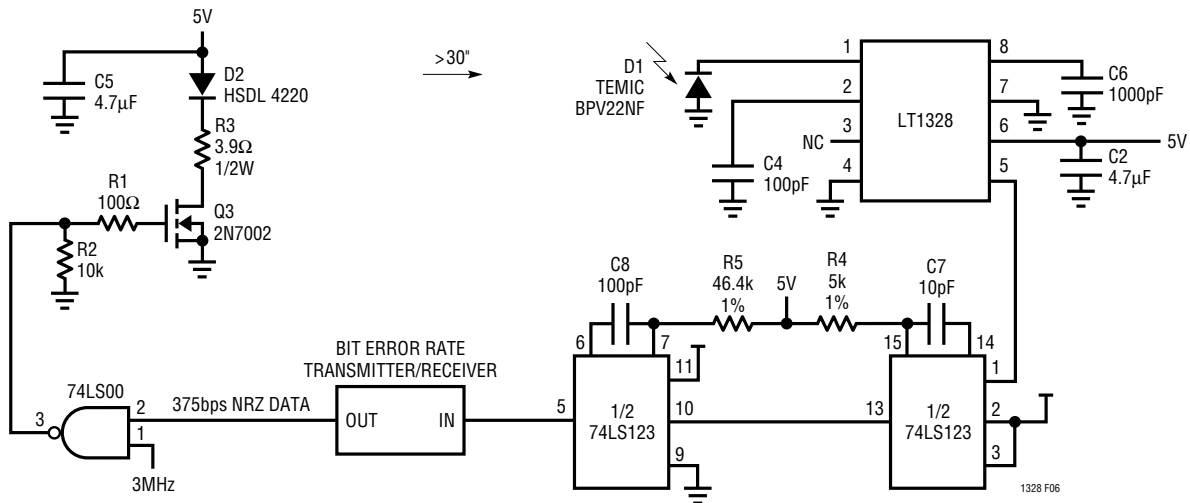 5V
C5
4.7µF
D2
HSDL 4220
R3
3.9Ω
1/2W
R1
100Ω
Q3
2N7002
R2
10k
>30"
D1
TEMIC
BPV22NF
1
2
3
4
NC
C4
100pF
LT1328
8
7
6
5
C6
1000pF
5V
C2
4.7µF
C8
100pF
R5
46.4k
1%
5V
R4
5k
1%
C7
10pF
6
7
11
5
1/2
74LS123
10
9
15
14
1
13
1/2
74LS123
2
3
BIT ERROR RATE
TRANSMITTER/RECEIVER
OUT
IN
375bps NRZ DATA
74LS00
3
2
1
3MHz
1328 F06